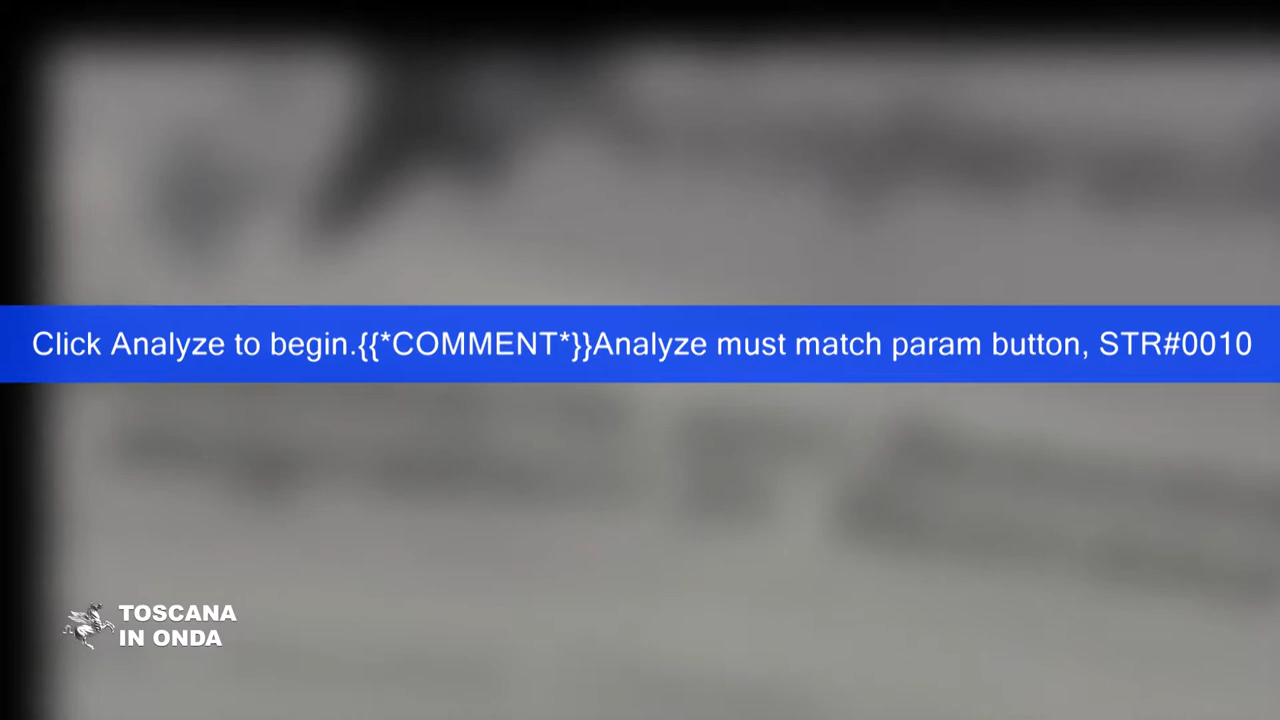 Click Analyze to begin.{{*COMMENT*}}Analyze must match param button, STR#0010
TOSCANA
IN ONDA